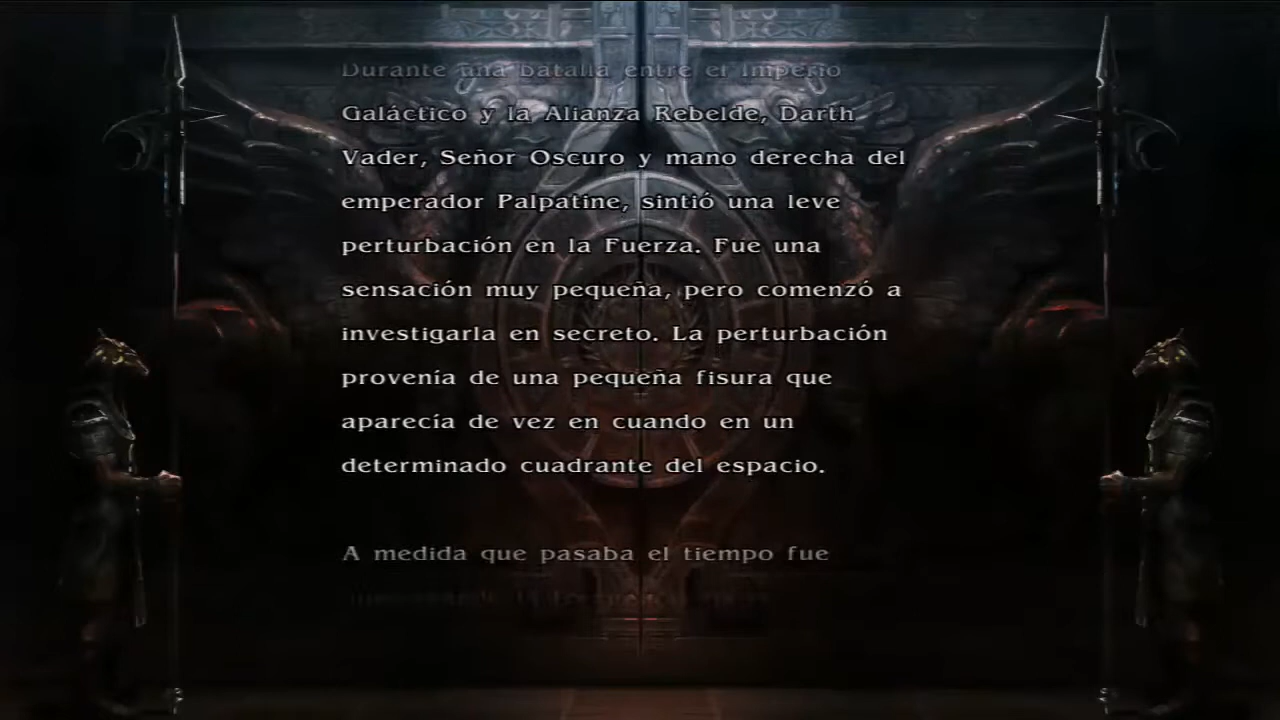 Durante una batalla entre el Imperio
Galáctico y la Alianza Rebelde, Darth
Vader, Señor Oscuro y mano derecha del
emperador Palpatine, sintió una leve
perturbación en la Fuerza. Fue una
sensación muy pequeña, pero comenzó a
investigarla en secreto. La perturbación
provenía de una pequeña fisura que
aparecía de vez en cuando en un
determinado cuadrante del espacio.
A medida que pasaba el tiempo fue